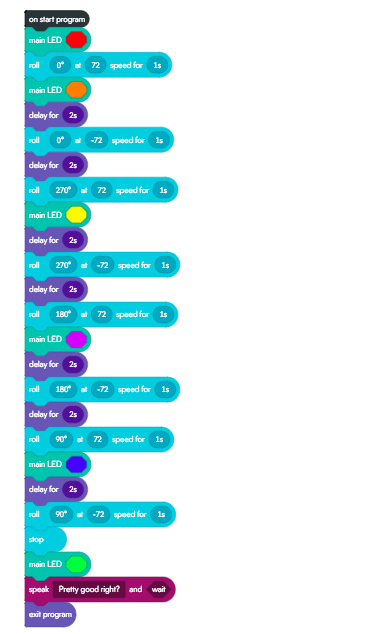 on start program
main LED
roll 0° at 72 speed for 1s
main LED
delay for 2s
roll 0° at -72 speed for 1s
delay for 2s
roll 270° at 72 speed for 1s
main LED
delay for 2s
roll 270° at -72 speed for 1s
delay for 2s
roll 180° at 72 speed for 1s
main LED
delay for 2s
roll 180° at -72 speed for 1s
delay for 2s
roll 90° at 72 speed for 1s
main LED
delay for 2s
roll 90° at -72 speed for 1s
stop
main LED
speak Pretty good right? and wait
exit program